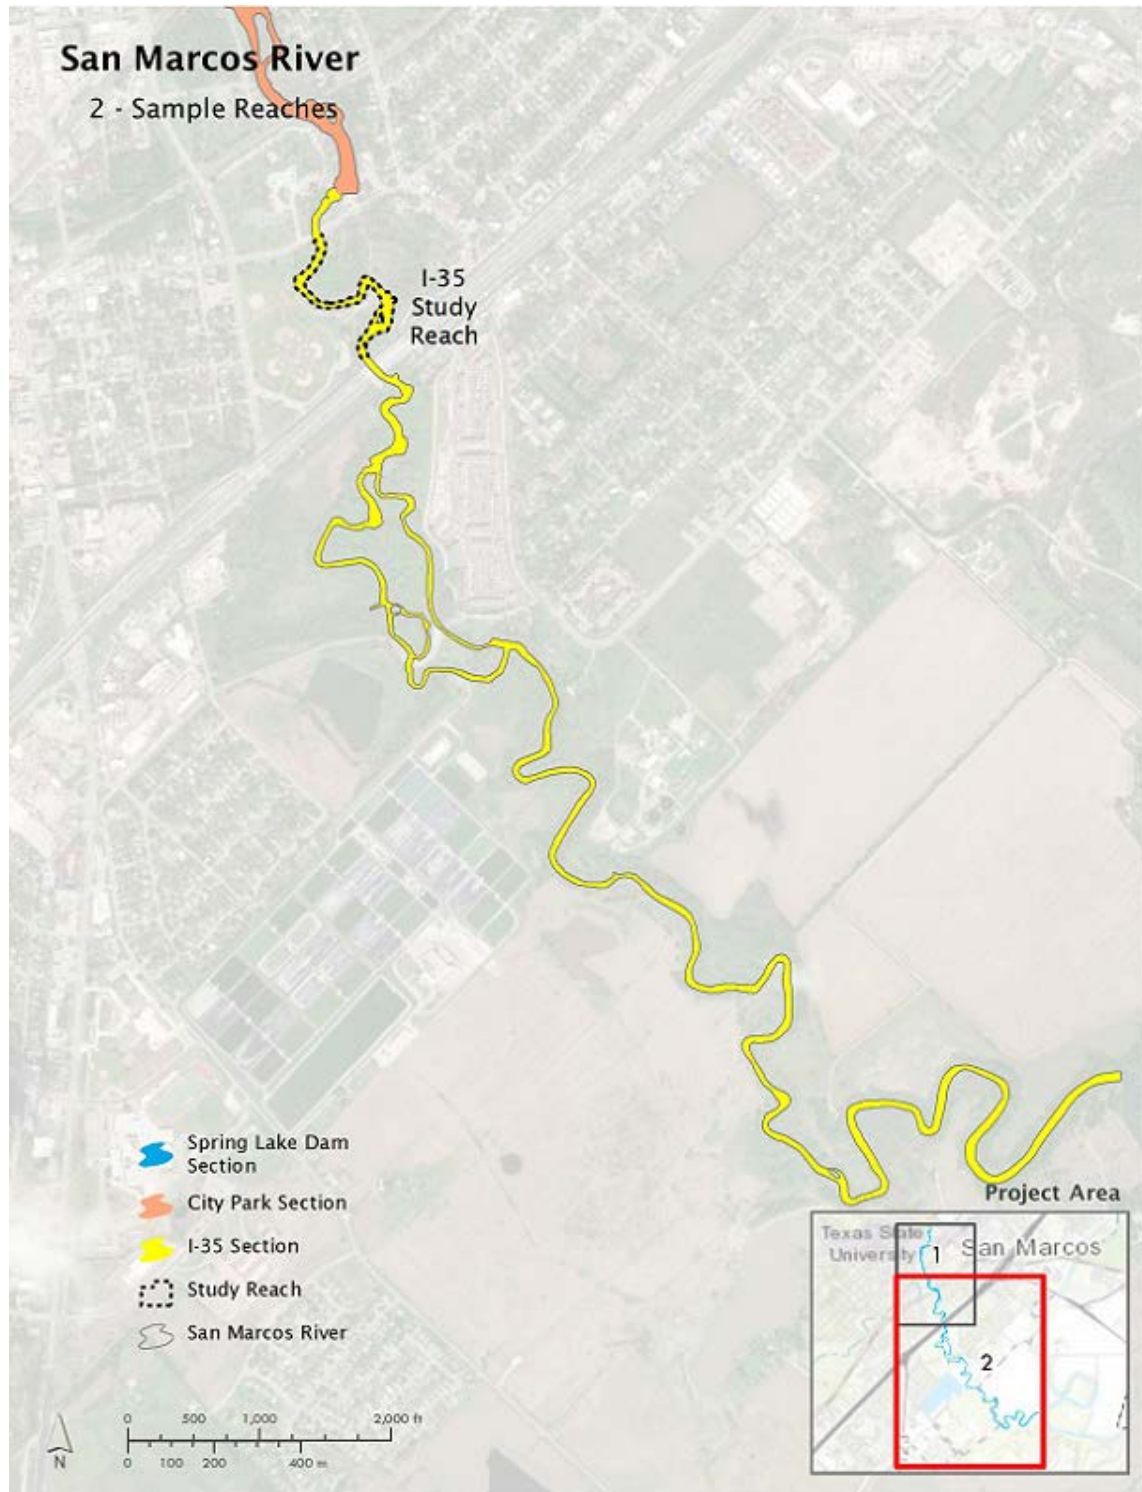 San Marcos River
2 - Sample Reaches
I-35
Study
Reach
Spring Lake Dam
Section
City Park Section
I-35 Section
Study Reach
San Marcos River
0 500 1,000 2,000 ft
0 100 200 400 m
N
Project Area
Texas State
University
1
San Marcos
2